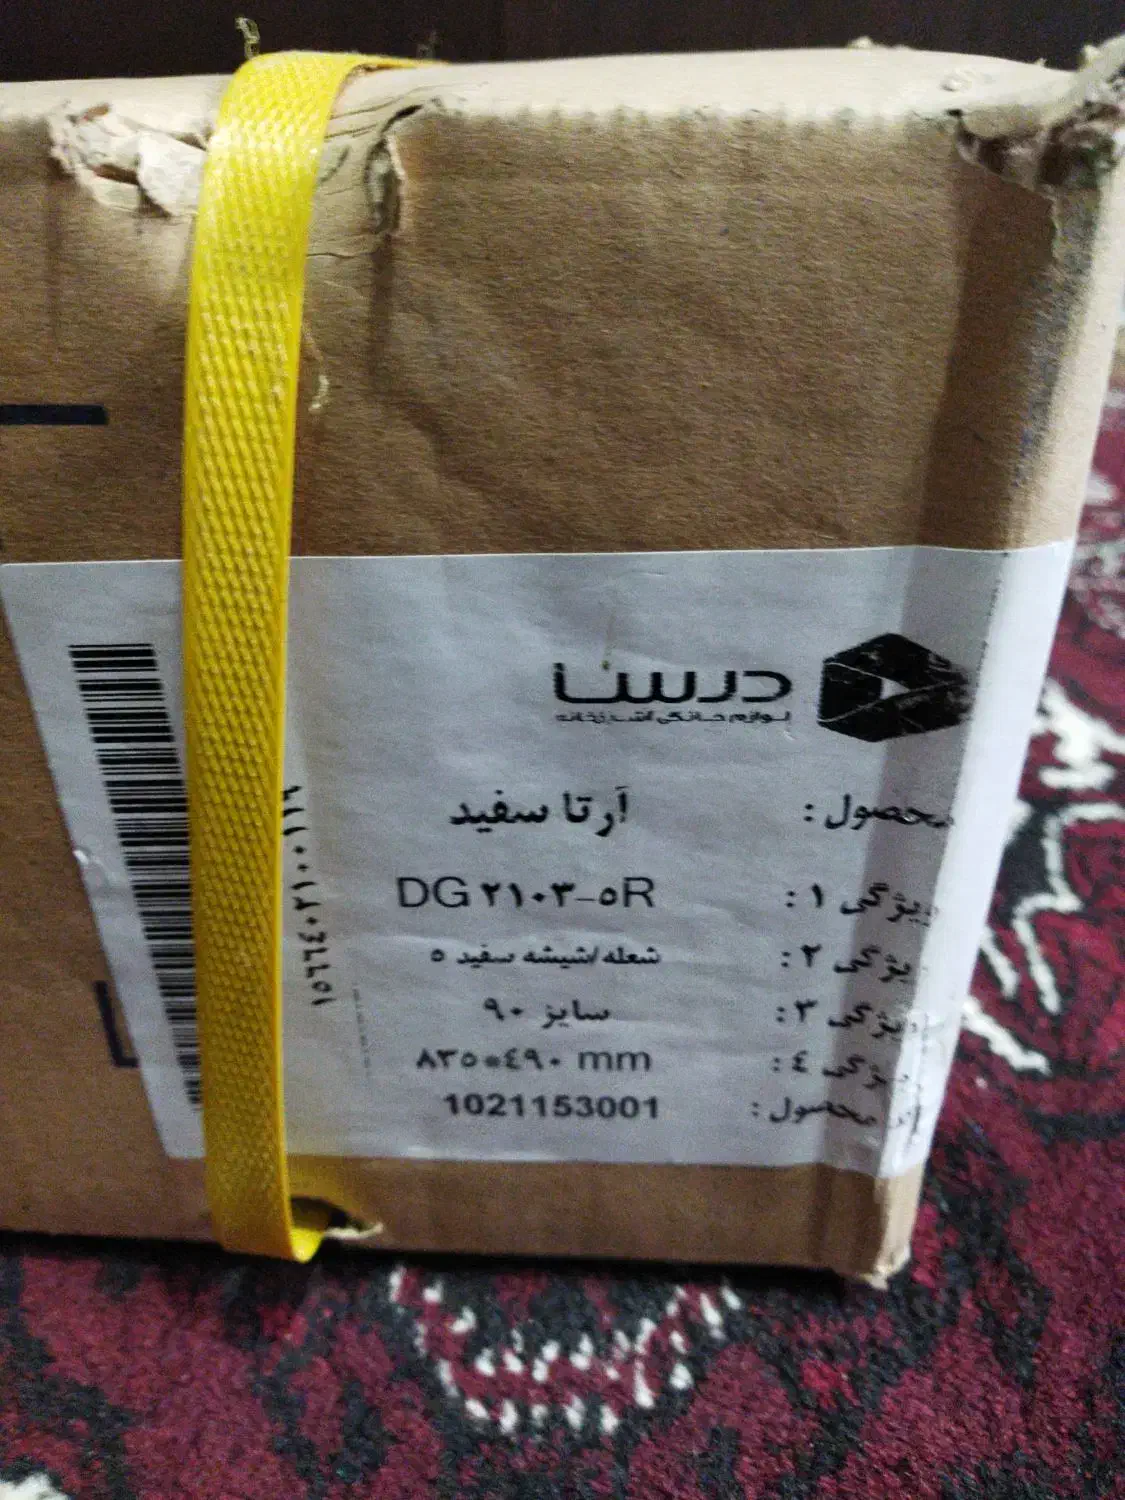 درسا
لوازم خانگی آشپزخانه
محصول : آرتا سفید
ویژگی ۱ : DG ۲۱۰۳-۵R
ویژگی ۲ : شعله/شیشه سفید ۵
ویژگی ۳ : سایز ۹۰
ویژگی ٤ : ۸۳۵*٤۹۰ mm
محصول : 1021153001